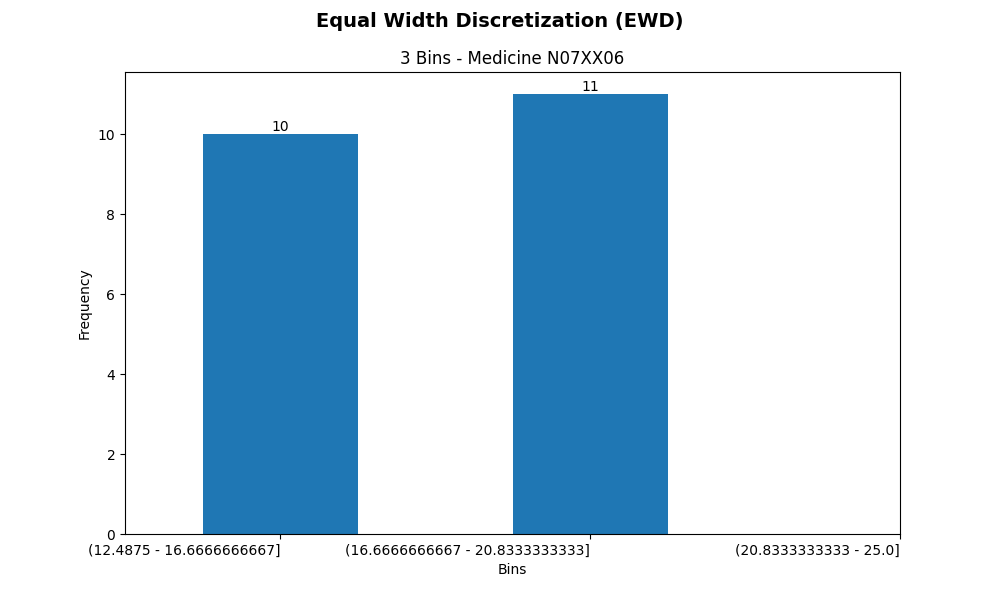 Equal Width Discretization (EWD)
3 Bins - Medicine N07XX06
10
11
Frequency
10
8
6
4
2
0
(12.4875 - 16.6666666667]
(16.6666666667 - 20.8333333333]
(20.8333333333 - 25.0]
Bins